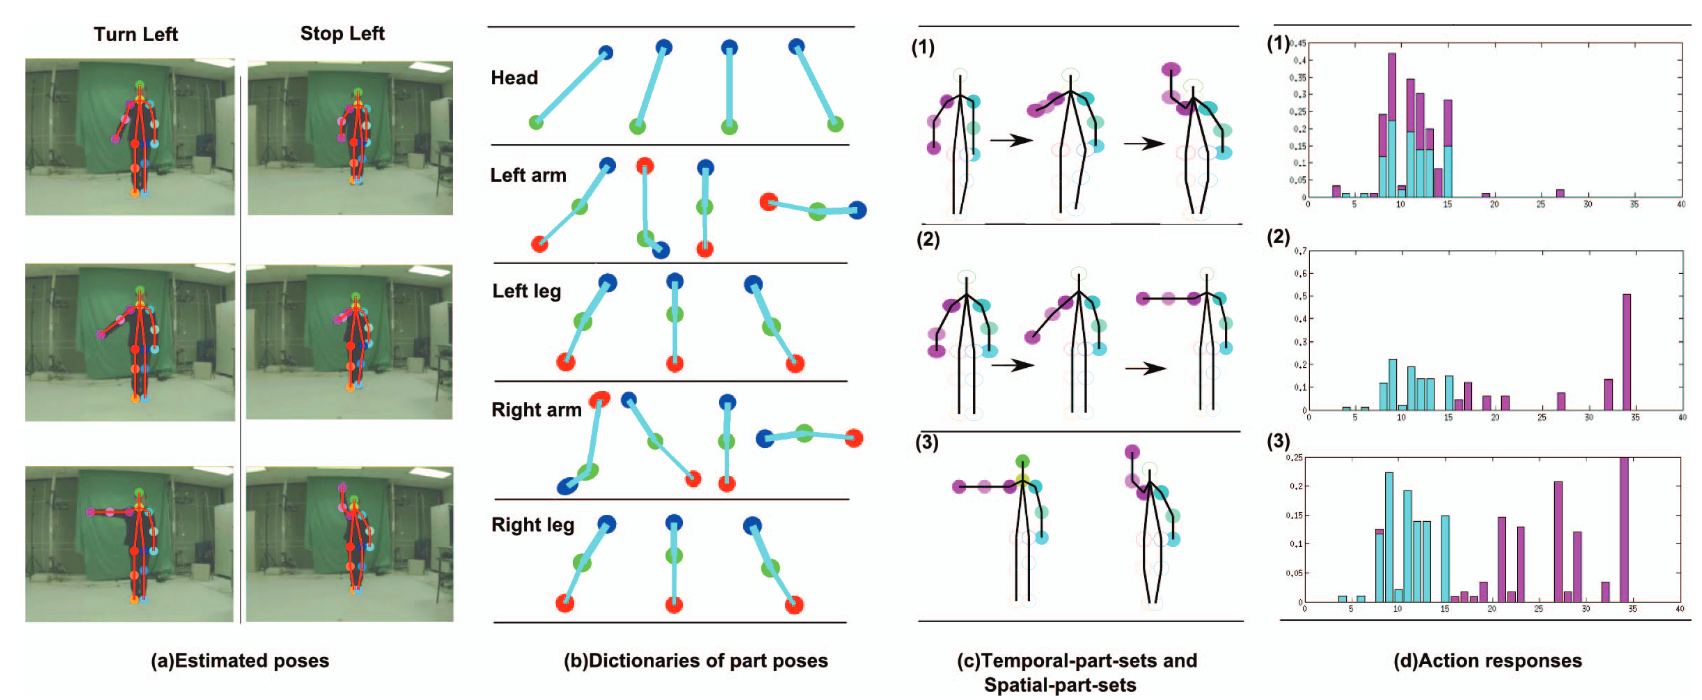 Turn Left
Stop Left
Head
Left arm
Left leg
Right arm
Right leg
(1)
(2)
(3)
(1)
0.45
0.4
0.35
0.3
0.25
0.2
0.15
0.1
0.05
0
0 5 10 15 20 25 30 35 40
(2)
0.7
0.6
0.5
0.4
0.3
0.2
0.1
0
0 5 10 15 20 25 30 35 40
(3)
0.25
0.2
0.15
0.1
0.05
0
5 10 15 20 25 30 35 40
(a)Estimated poses
(b)Dictionaries of part poses
(c)Temporal-part-sets and
Spatial-part-sets
(d)Action responses